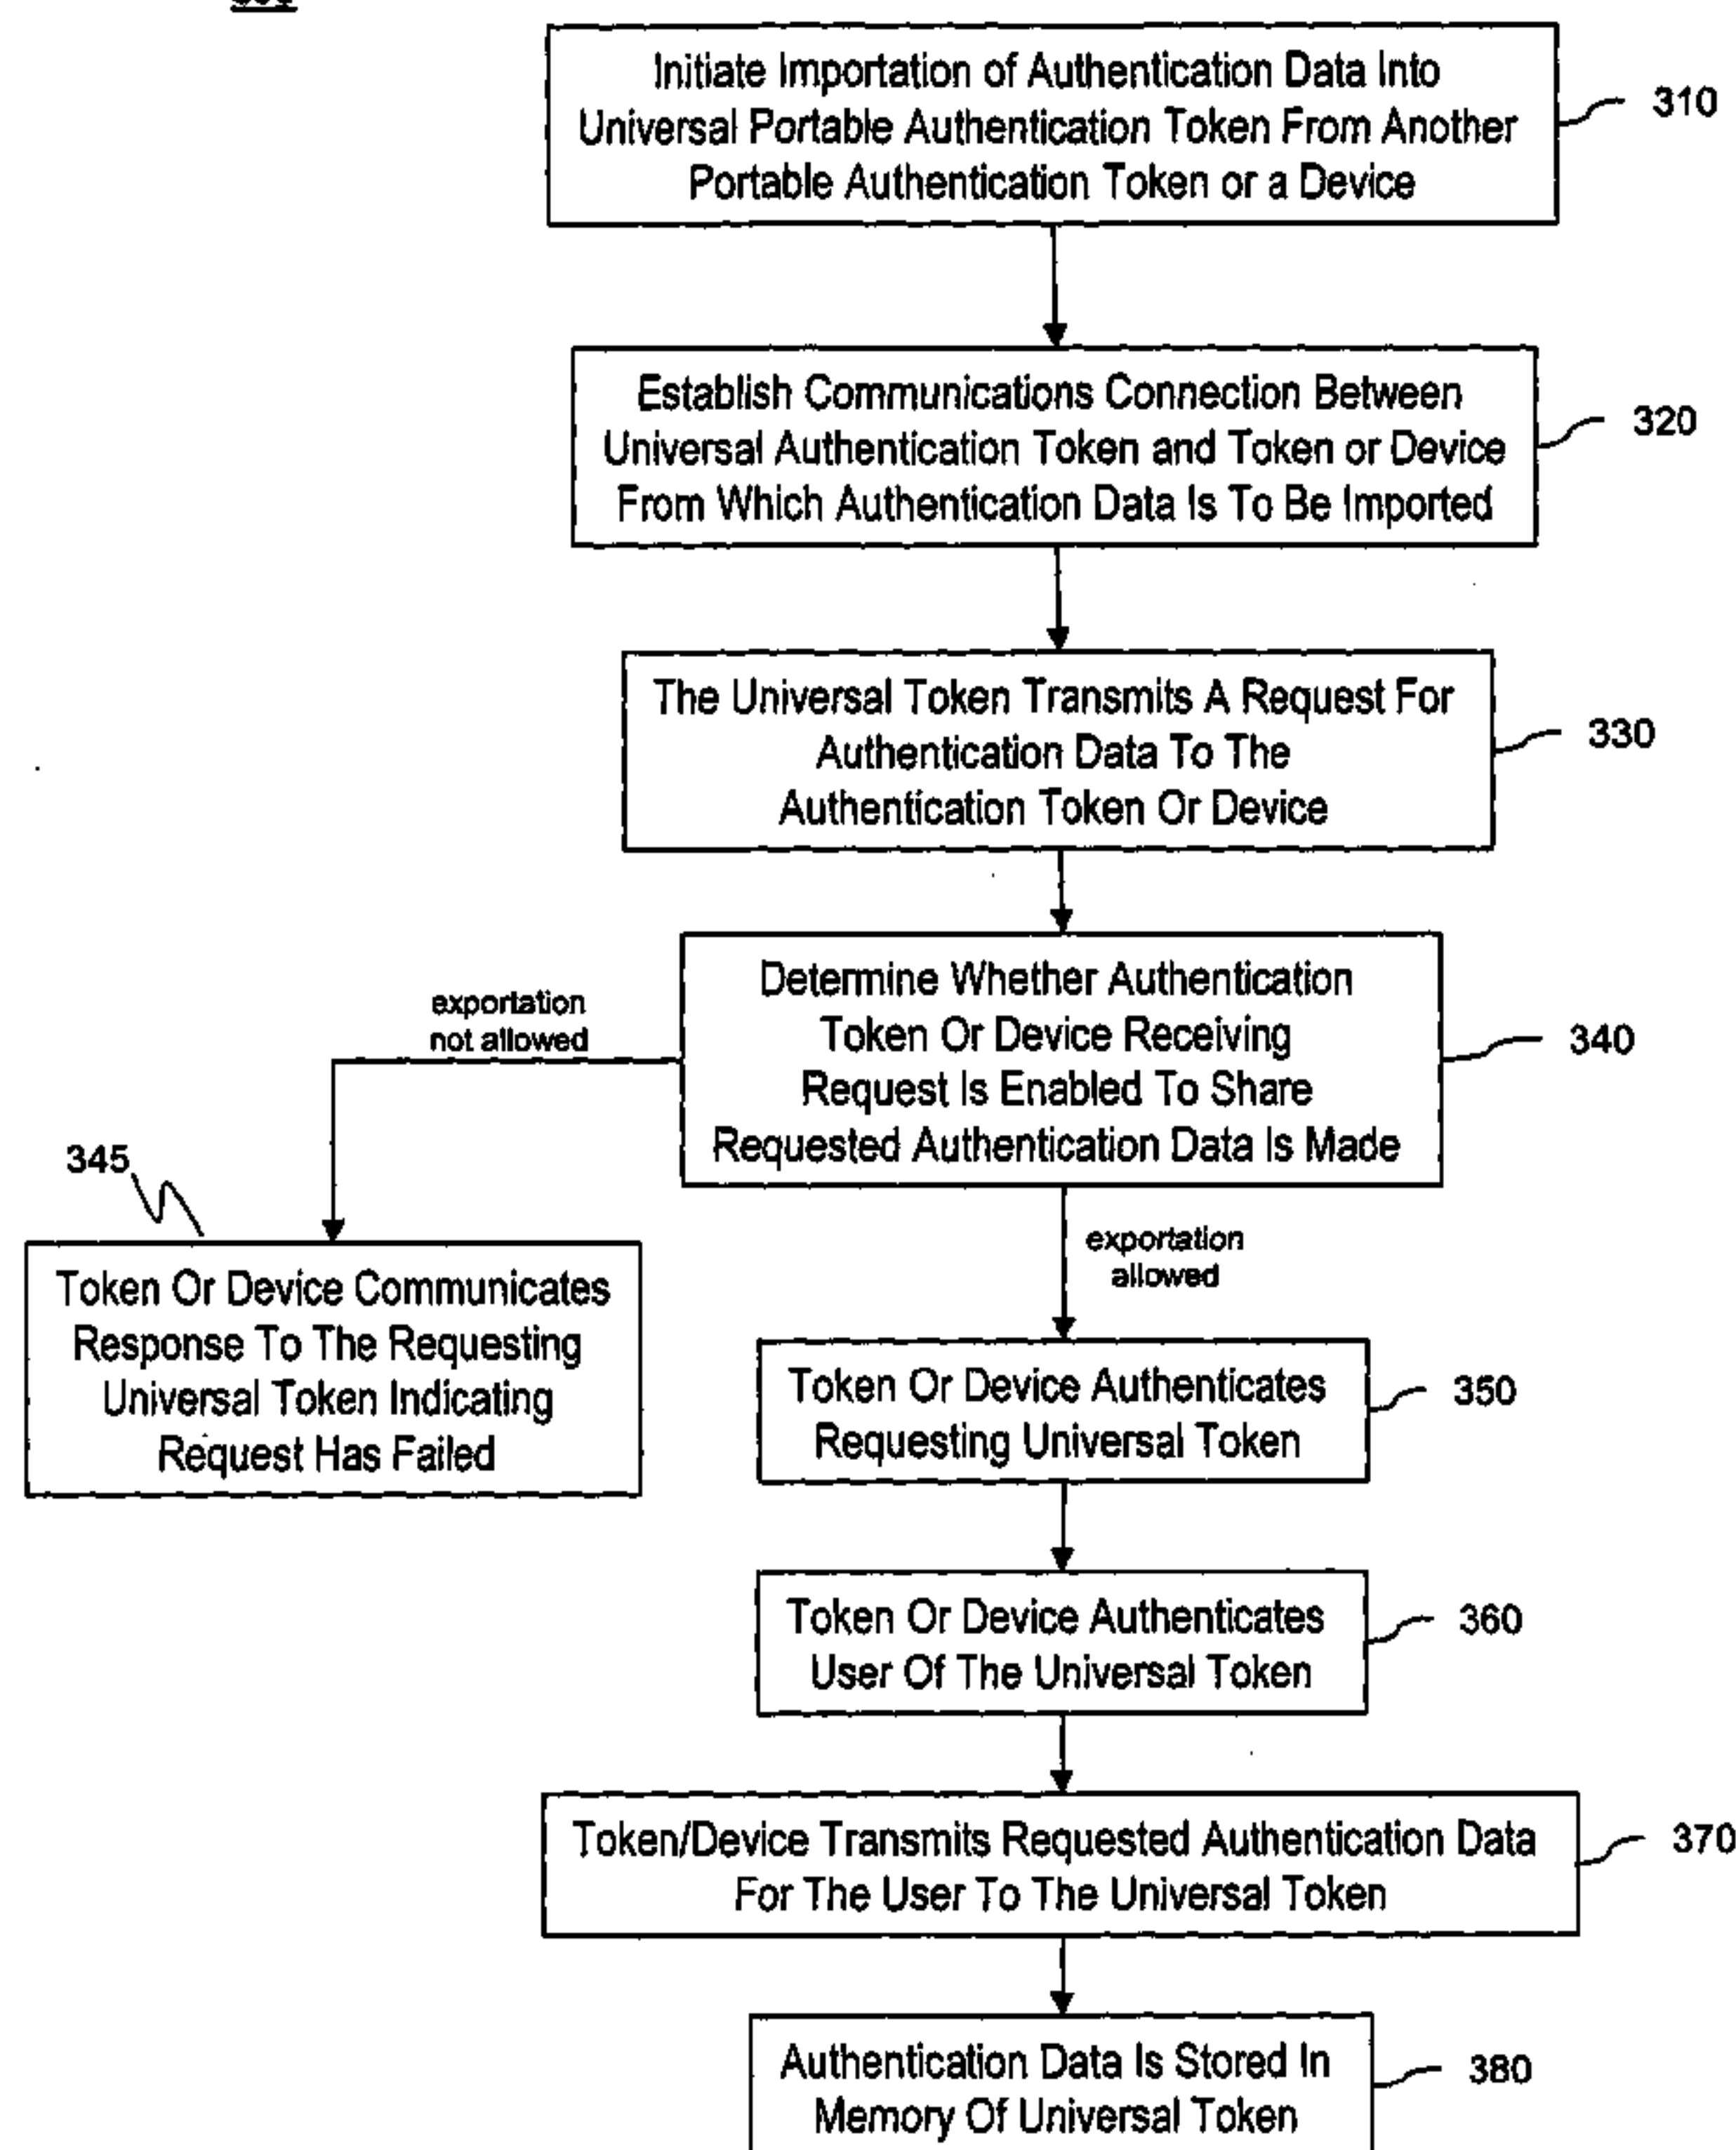 Initiate Importation of Authentication Data Into
Universal Portable Authentication Token From Another
Portable Authentication Token or a Device
310
Establish Communications Connection Between
Universal Authentication Token and Token or Device
From Which Authentication Data Is To Be Imported
320
The Universal Token Transmits A Request For
Authentication Data To The
Authentication Token Or Device
330
Determine Whether Authentication
Token Or Device Receiving
Request Is Enabled To Share
Requested Authentication Data Is Made
340
exportation
not allowed
345
Token Or Device Communicates
Response To The Requesting
Universal Token Indicating
Request Has Failed
exportation
allowed
Token Or Device Authenticates
Requesting Universal Token
350
Token Or Device Authenticates
User Of The Universal Token
360
Token/Device Transmits Requested Authentication Data
For The User To The Universal Token
370
Authentication Data Is Stored In
Memory Of Universal Token
380